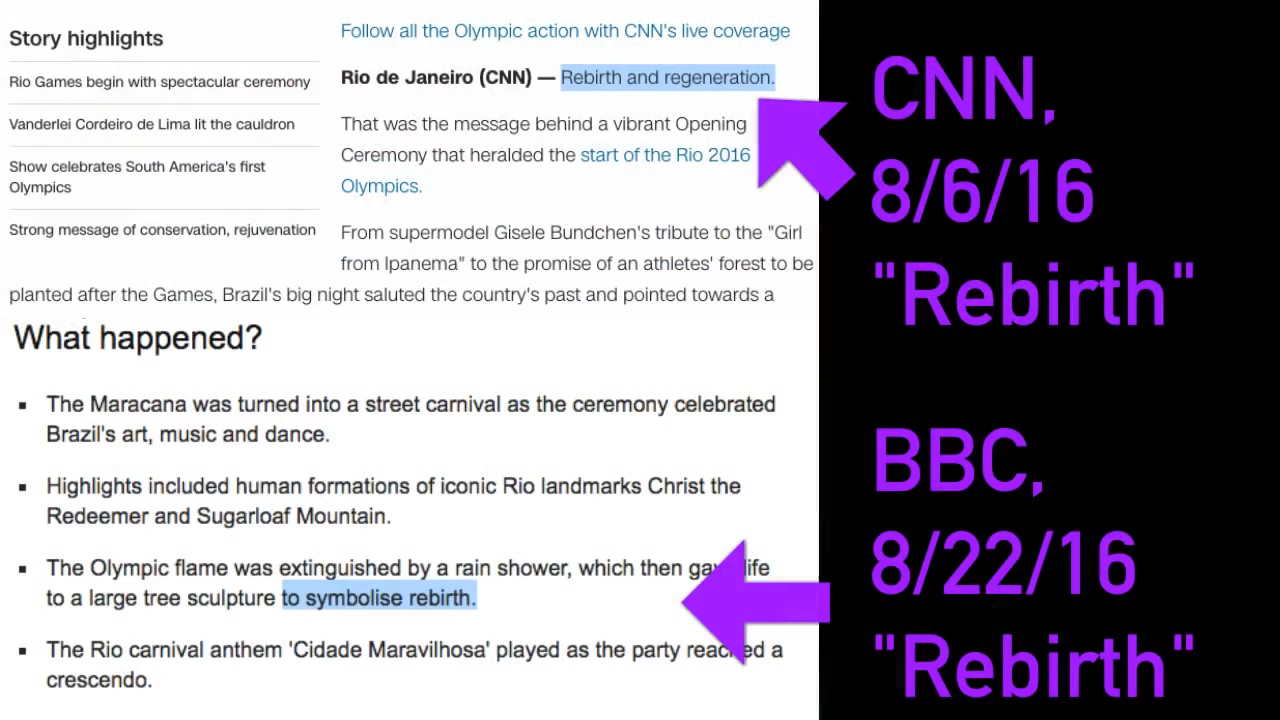 Story highlights
Rio Games begin with spectacular ceremony
Vanderlei Cordeiro de Lima lit the cauldron
Show celebrates South America's first
Olympics
Strong message of conservation, rejuvenation
Follow all the Olympic action with CNN's live coverage
Rio de Janeiro (CNN) — Rebirth and regeneration.
That was the message behind a vibrant Opening
Ceremony that heralded the start of the Rio 2016
Olympics.
From supermodel Gisele Bundchen's tribute to the "Girl
from Ipanema" to the promise of an athletes' forest to be
planted after the Games, Brazil's big night saluted the country's past and pointed towards a
What happened?
▪ The Maracana was turned into a street carnival as the ceremony celebrated
Brazil's art, music and dance.
▪ Highlights included human formations of iconic Rio landmarks Christ the
Redeemer and Sugarloaf Mountain.
▪ The Olympic flame was extinguished by a rain shower, which then life
to a large tree sculpture to symbolise rebirth.
▪ The Rio carnival anthem 'Cidade Maravilhosa' played as the party reached a
crescendo.
CNN,
8/6/16
"Rebirth"
BBC,
8/22/16
"Rebirth"